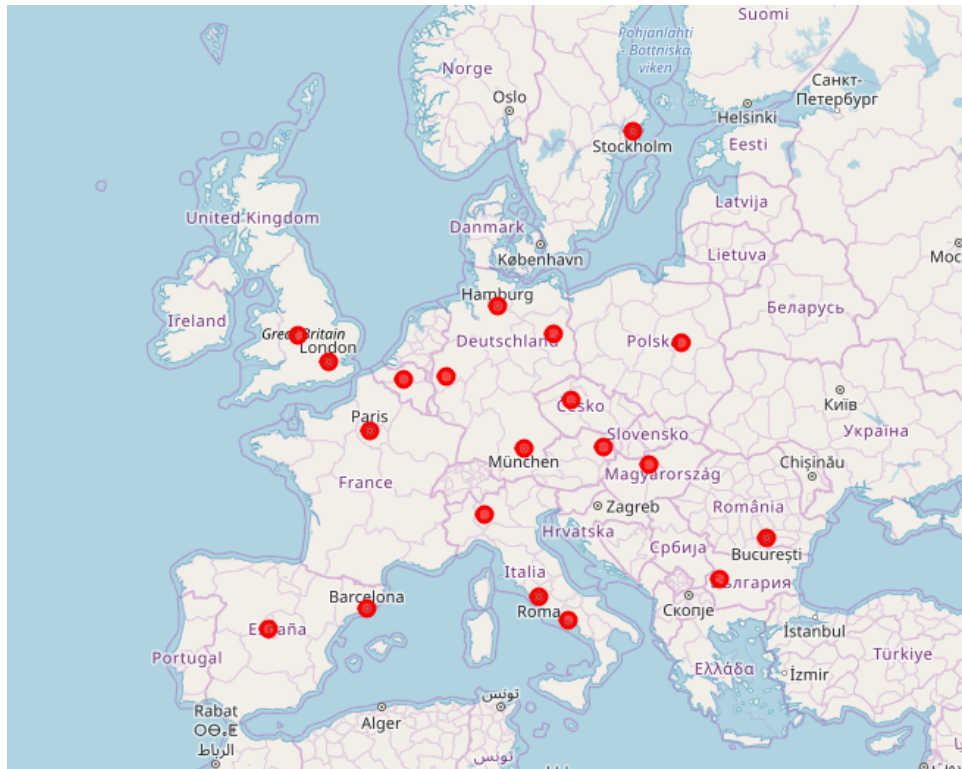 Suomi
Pohjanlahti
- Bottniska
viken
Norge
Санкт-
Петербург
Oslo
Helsinki
Stockholm
Eesti
Latvija
United Kingdom
Danmark
København
Lietuva
Мос
Hamburg
Беларусь
Ireland
Great Britain
London
Deutschland
Polska
Київ
Paris
Česko
Slovensko
Україна
München
Magyarország
Chișinău
France
Zagreb
România
Hrvatska
Србија
București
Italia
България
Barcelona
Roma
Скопје
España
İstanbul
Portugal
Ελλάδα
Türkiye
İzmir
تونس
Rabat
ⵔⴱⴰⵟ
الرباط
Alger
تونس